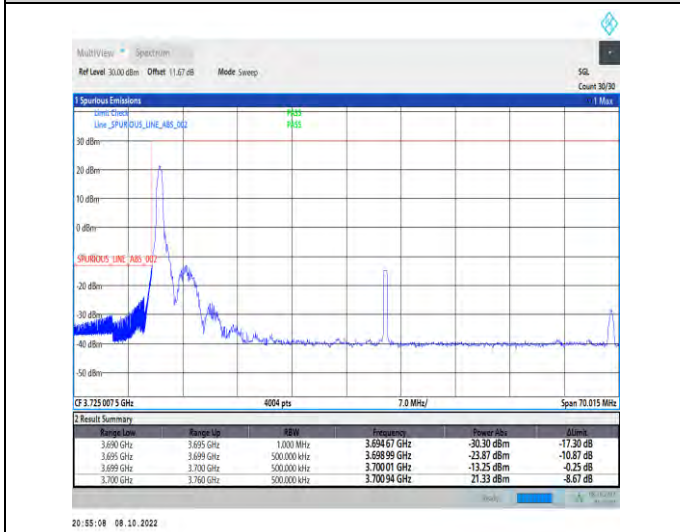 MultiView Spectrum
Ref Level 30.00 dBm Offset 11.67 dB Mode Sweep SGL
Count 30/30
1 Spurious Emissions 1 Max
Limit Check PASS
Line _SPURIOUS_LINE_ABS_002 PASS
30 dBm
20 dBm
10 dBm
0 dBm
_SPURIOUS_LINE_ABS_002
-20 dBm
-30 dBm
-40 dBm
-50 dBm
CF 3.725 007 5 GHz 4004 pts 7.0 MHz/ Span 70.015 MHz
2 Result Summary
Range Low Range Up RBW Frequency Power Abs ΔLimit
3.690 GHz 3.695 GHz 1.000 MHz 3.694 67 GHz -30.30 dBm -17.30 dB
3.695 GHz 3.699 GHz 500.000 kHz 3.698 99 GHz -23.87 dBm -10.87 dB
3.699 GHz 3.700 GHz 500.000 kHz 3.700 01 GHz -13.25 dBm -0.25 dB
3.700 GHz 3.760 GHz 500.000 kHz 3.700 94 GHz 21.33 dBm -8.67 dB
20:55:08 08.10.2022